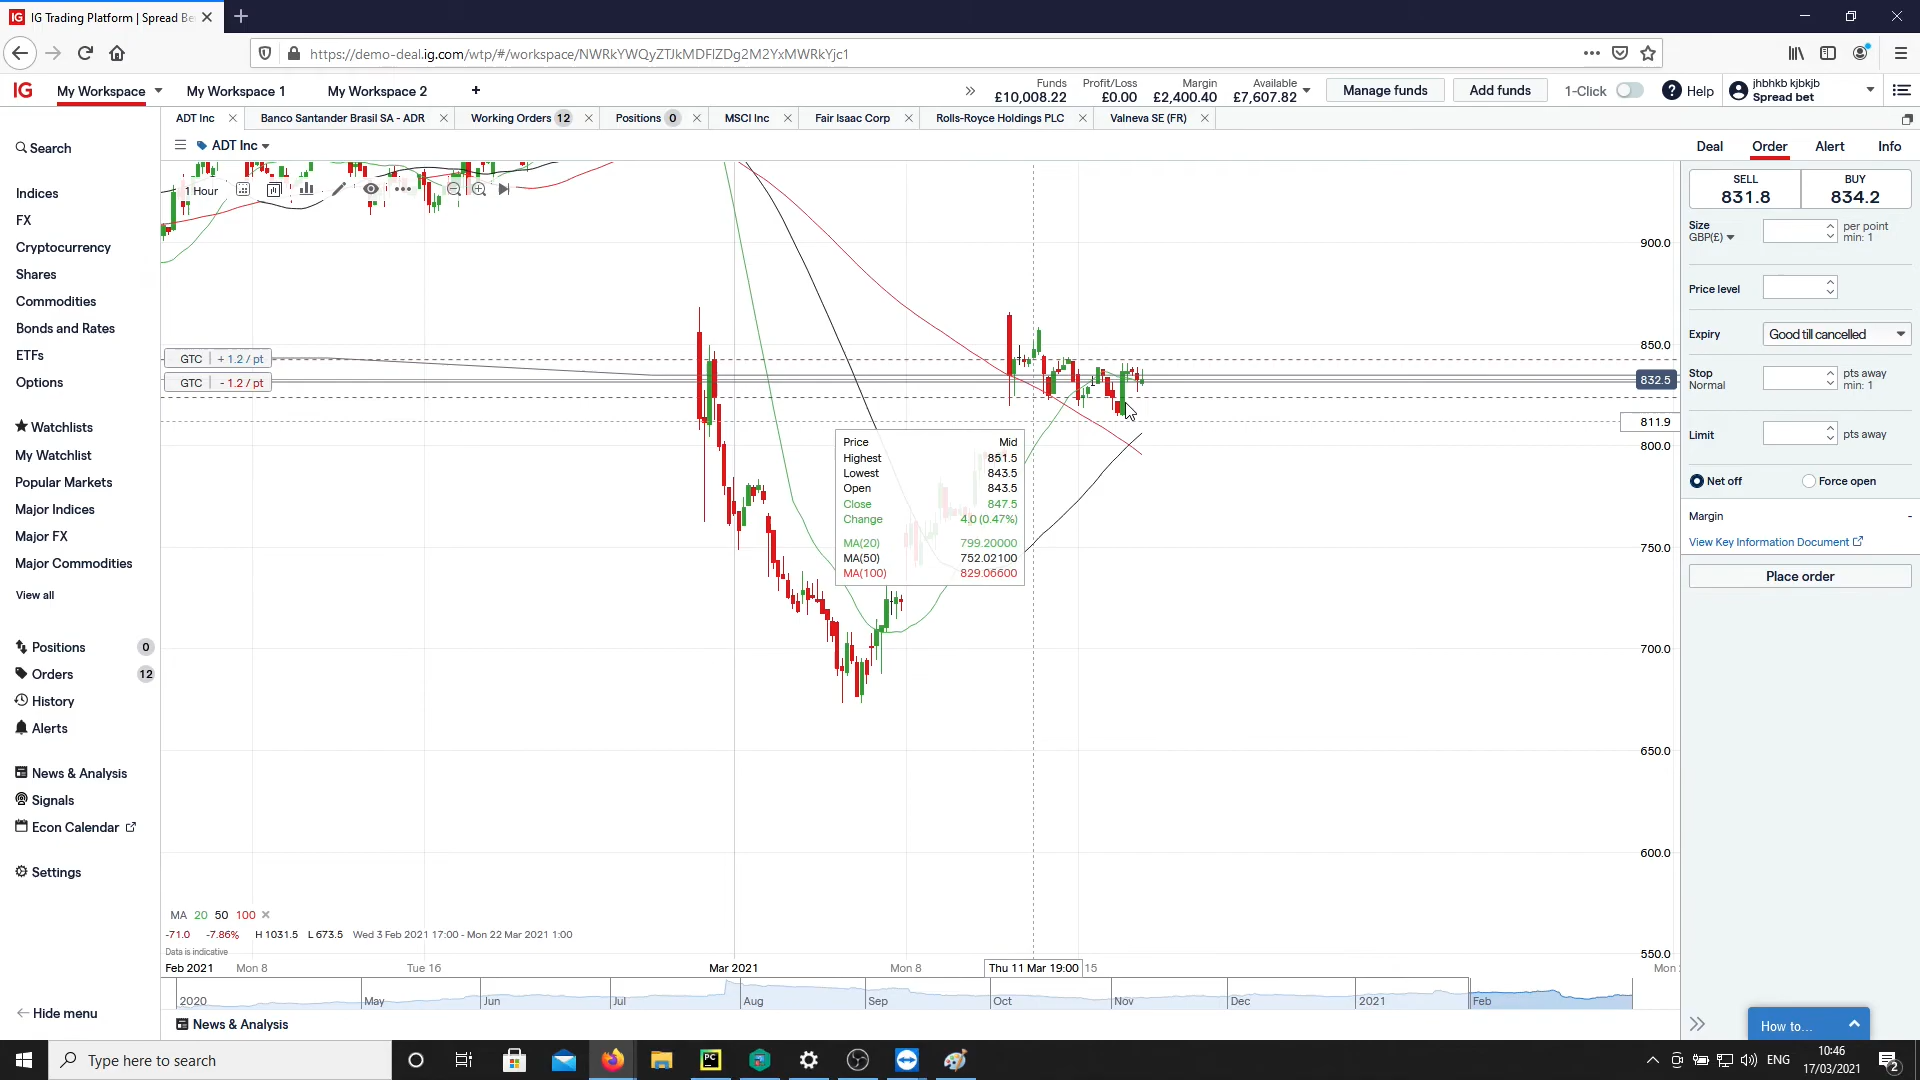 IG Trading Platform | Spread Be
https://demo-deal.ig.com/wtp/#/workspace/NWRkYWQyZTJkMDFlZDg2M2YxMWRkYjc1
IG My Workspace My Workspace 1 My Workspace 2 +
Funds £10,008.22
Profit/Loss £0.00
Margin £2,400.40
Available £7,607.82
Manage funds
Add funds
1-Click
Help
jhbhkb kjbkjb
Spread bet
ADT Inc
Banco Santander Brasil SA - ADR
Working Orders 12
Positions 0
MSCI Inc
Fair Isaac Corp
Rolls-Royce Holdings PLC
Valneva SE (FR)
Search
Indices
FX
Cryptocurrency
Shares
Commodities
Bonds and Rates
ETFs
Options
Watchlists
My Watchlist
Popular Markets
Major Indices
Major FX
Major Commodities
View all
Positions 0
Orders 12
History
Alerts
News & Analysis
Signals
Econ Calendar
Settings
Hide menu
ADT Inc
1 Hour
GTC + 1.2 / pt
GTC - 1.2 / pt
Price Mid
Highest 851.5
Lowest 843.5
Open 843.5
Close 847.5
Change 4.0 (0.47%)
MA(20) 799.20000
MA(50) 752.02100
MA(100) 829.06600
900.0
850.0
832.5
811.9
800.0
750.0
700.0
650.0
600.0
550.0
MA 20 50 100
-71.0 -7.86% H 1031.5 L 673.5 Wed 3 Feb 2021 17:00 - Mon 22 Mar 2021 1:00
Data is indicative
Feb 2021 Mon 8 Tue 16 Mar 2021 Mon 8 Thu 11 Mar 19:00 15 Mon
2020 May Jun Jul Aug Sep Oct Nov Dec 2021 Feb
News & Analysis
Deal Order Alert Info
SELL 831.8
BUY 834.2
Size
GBP(£)
per point
min: 1
Price level
Expiry Good till cancelled
Stop
Normal
pts away
min: 1
Limit pts away
Net off Force open
Margin -
View Key Information Document
Place order
How to...
Type here to search
PC
ENG
10:46
17/03/2021
2